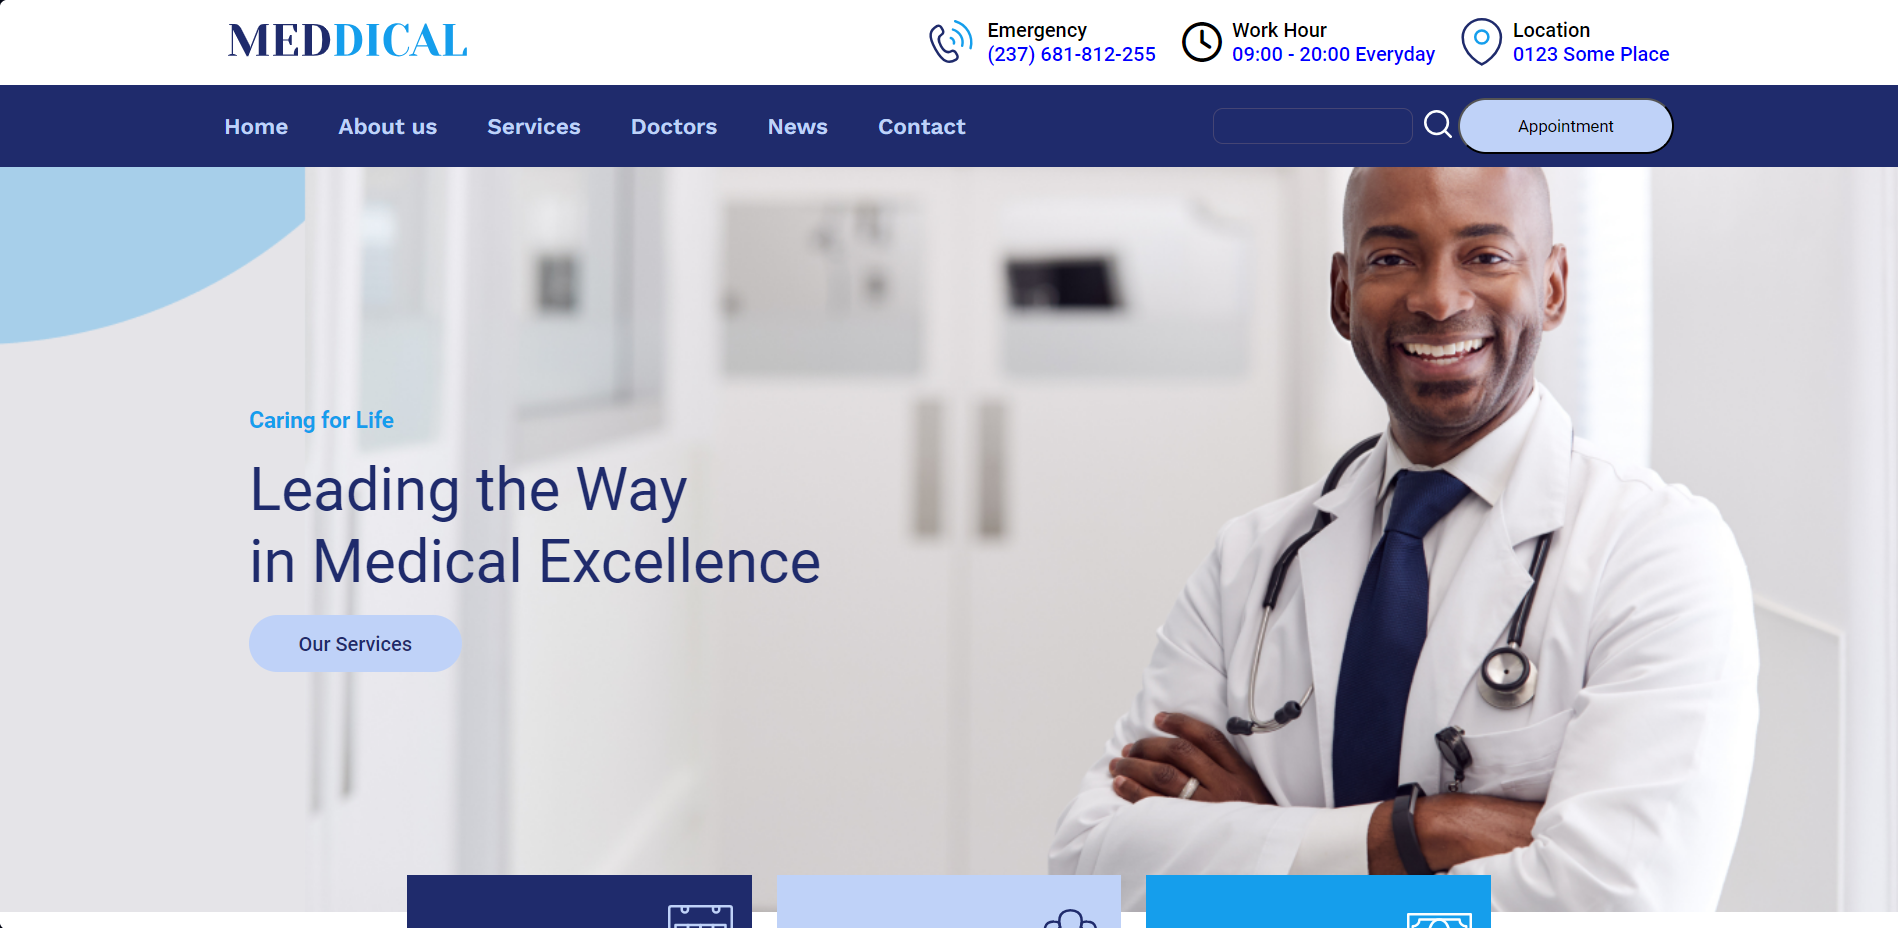 MEDDICAL
Emergency
(237) 681-812-255
Work Hour
09:00 - 20:00 Everyday
Location
0123 Some Place
Home
About us
Services
Doctors
News
Contact
Appointment
Caring for Life
Leading the Way
in Medical Excellence
Our Services